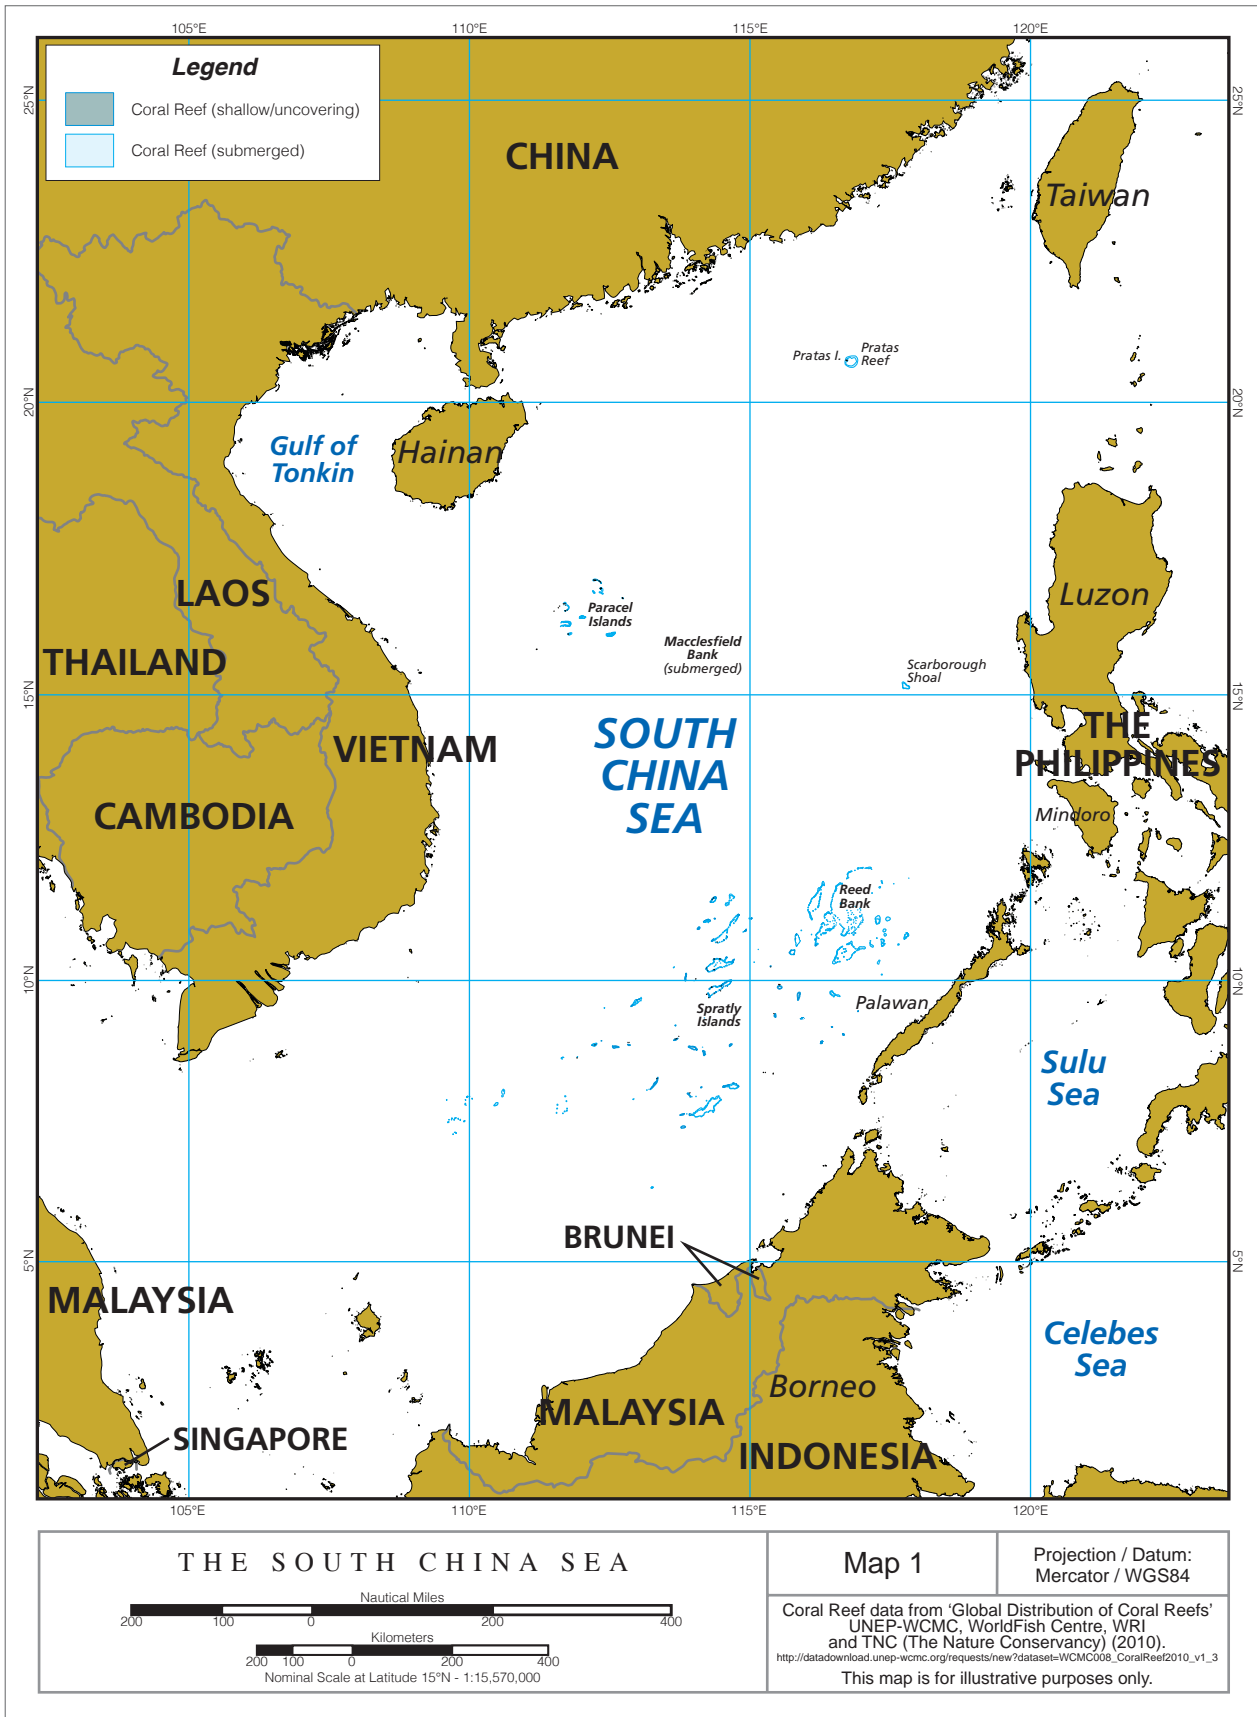 105°E
110°E
115°E
120°E
Legend
Coral Reef (shallow/uncovering)
Coral Reef (submerged)
25°N
25°N
CHINA
Taiwan
Pratas I.
Pratas
Reef
20°N
20°N
Gulf of
Tonkin
Hainan
LAOS
Luzon
Paracel
Islands
Macclesfield
Bank
(submerged)
THAILAND
Scarborough
Shoal
15°N
15°N
VIETNAM
SOUTH
CHINA
SEA
THE
PHILIPPINES
CAMBODIA
Mindoro
Reed
Bank
10°N
10°N
Spratly
Islands
Palawan
Sulu
Sea
BRUNEI
5°N
5°N
MALAYSIA
Celebes
Sea
Borneo
MALAYSIA
SINGAPORE
INDONESIA
105°E
110°E
115°E
120°E
THE SOUTH CHINA SEA
Nautical Miles
200 100 0 200 400
Kilometers
200 100 0 200 400
Nominal Scale at Latitude 15°N - 1:15,570,000
Map 1
Projection / Datum:
Mercator / WGS84
Coral Reef data from ‘Global Distribution of Coral Reefs’
UNEP-WCMC, WorldFish Centre, WRI
and TNC (The Nature Conservancy) (2010).
http://datadownload.unep-wcmc.org/requests/new?dataset=WCMC008_CoralReef2010_v1_3
This map is for illustrative purposes only.